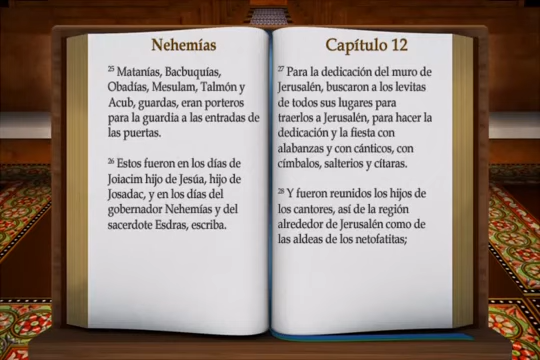 Nehemías
25 Matanías, Bacbuquías,
Obadías, Mesulam, Talmón y
Acub, guardas, eran porteros
para la guardia a las entradas de
las puertas.
26 Estos fueron en los días de
Joiacim hijo de Jesúa, hijo de
Josadac, y en los días del
gobernador Nehemías y del
sacerdote Esdras, escriba.
Capítulo 12
27 Para la dedicación del muro de
Jerusalén, buscaron a los levitas
de todos sus lugares para
traerlos a Jerusalén, para hacer la
dedicación y la fiesta con
alabanzas y con cánticos, con
címbalos, salterios y cítaras.
28 Y fueron reunidos los hijos de
los cantores, así de la región
alrededor de Jerusalén como de
las aldeas de los netofatitas;